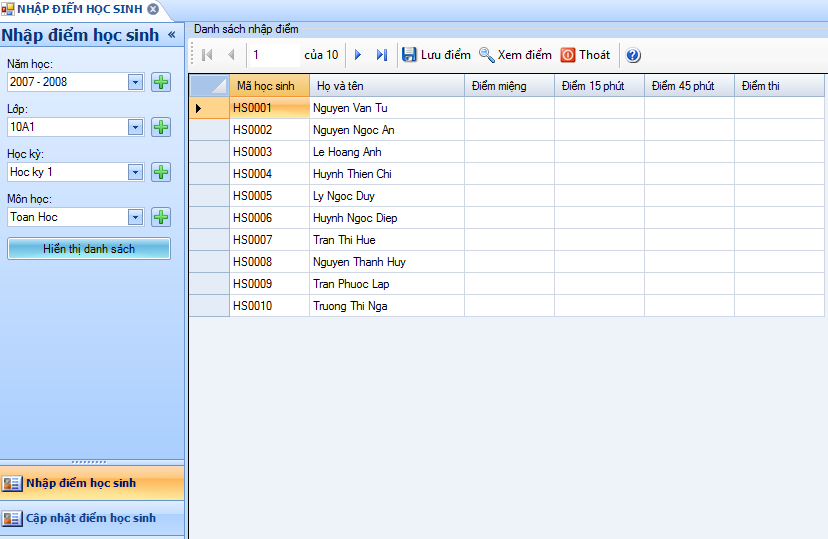 NHẬP ĐIỂM HỌC SINH
Nhập điểm học sinh «
Năm học:
2007 - 2008
Lớp:
10A1
Học kỳ:
Hoc ky 1
Môn học:
Toan Hoc
Hiển thị danh sách
Nhập điểm học sinh
Cập nhật điểm học sinh
Danh sách nhập điểm
1 của 10 Lưu điểm Xem điểm Thoát ?
Mã học sinh Họ và tên Điểm miệng Điểm 15 phút Điểm 45 phút Điểm thi
HS0001 Nguyen Van Tu
HS0002 Nguyen Ngoc An
HS0003 Le Hoang Anh
HS0004 Huynh Thien Chi
HS0005 Ly Ngoc Duy
HS0006 Huynh Ngoc Diep
HS0007 Tran Thi Hue
HS0008 Nguyen Thanh Huy
HS0009 Tran Phuoc Lap
HS0010 Truong Thi Nga